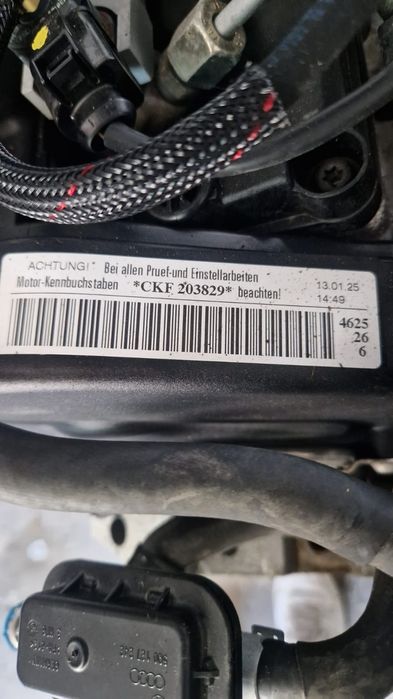 ACHTUNG! Bei allen Pruef-und Einstellarbeiten 13.01.25
Motor-Kennbuchstaben *CKF 203829* beachten! 14:49
4625
26
6